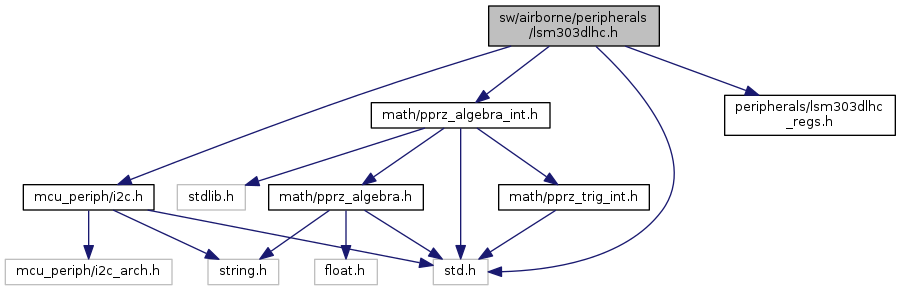 sw/airborne/peripherals
/lsm303dlhc.h
math/pprz_algebra_int.h
peripherals/lsm303dlhc
_regs.h
mcu_periph/i2c.h
stdlib.h
math/pprz_algebra.h
math/pprz_trig_int.h
mcu_periph/i2c_arch.h
string.h
float.h
std.h